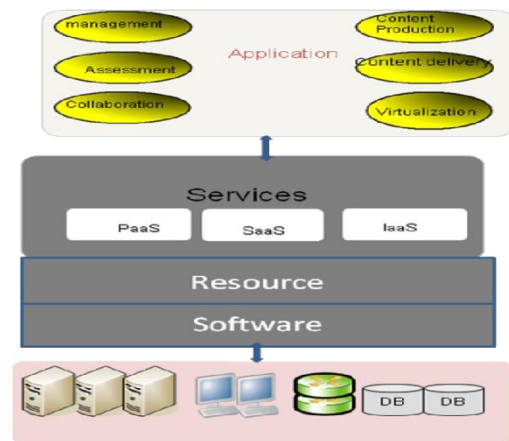 management
Content
Production
Application
Assessment
Content delivery
Collaboration
Virtualization
Services
PaaS
SaaS
IaaS
Resource
Software
DB
DB